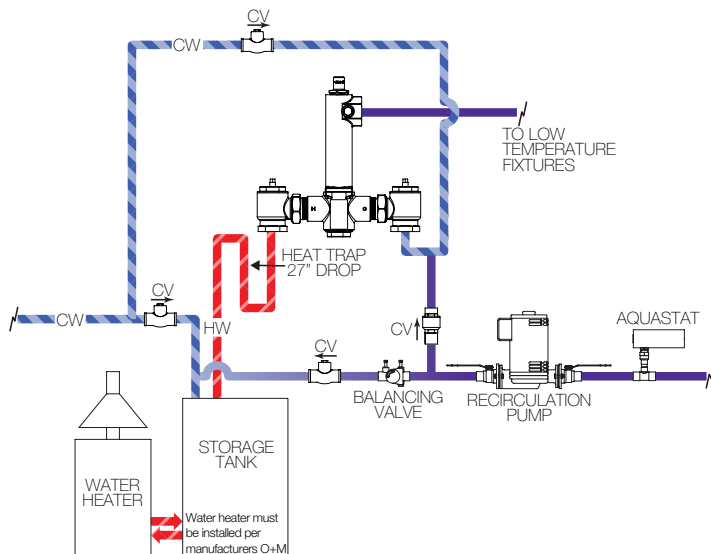 CV
CW
TO LOW
TEMPERATURE
FIXTURES
H
C
HEAT TRAP
27" DROP
CV
CW
HW
CV
CV
AQUASTAT
BALANCING
VALVE
RECIRCULATION
PUMP
STORAGE
TANK
WATER
HEATER
Water heater must
be installed per
manufacturers O+M